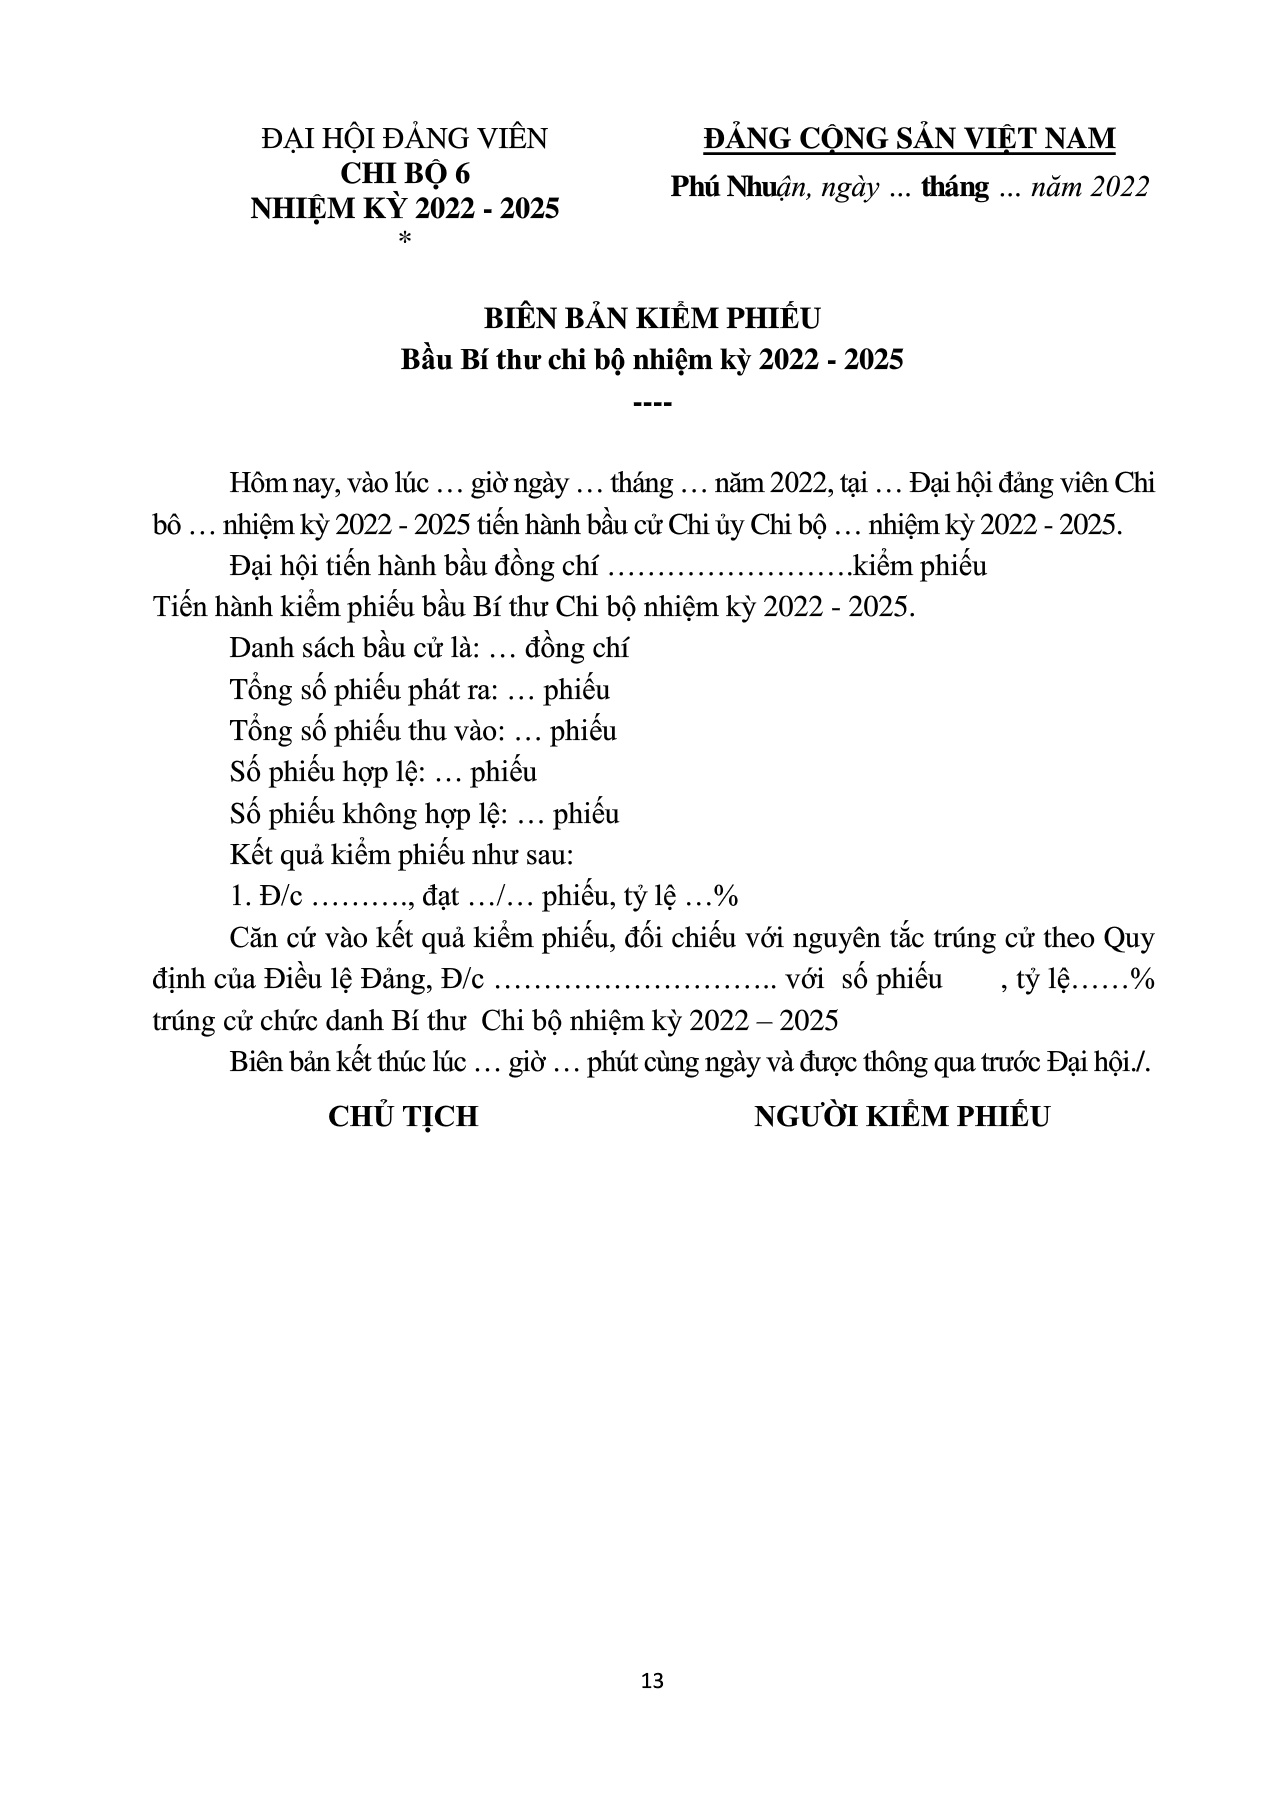 ĐẠI HỘI ĐẢNG VIÊN
CHI BỘ 6
NHIỆM KỲ 2022 - 2025
*
ĐẢNG CỘNG SẢN VIỆT NAM
Phú Nhuận, ngày ... tháng ... năm 2022
BIÊN BẢN KIỂM PHIẾU
Bầu Bí thư chi bộ nhiệm kỳ 2022 - 2025
----
Hôm nay, vào lúc … giờ ngày … tháng … năm 2022, tại … Đại hội đảng viên Chi
bô … nhiệm kỳ 2022 - 2025 tiến hành bầu cử Chi ủy Chi bộ … nhiệm kỳ 2022 - 2025.
Đại hội tiến hành bầu đồng chí …………………….kiểm phiếu
Tiến hành kiểm phiếu bầu Bí thư Chi bộ nhiệm kỳ 2022 - 2025.
Danh sách bầu cử là: … đồng chí
Tổng số phiếu phát ra: … phiếu
Tổng số phiếu thu vào: … phiếu
Số phiếu hợp lệ: … phiếu
Số phiếu không hợp lệ: … phiếu
Kết quả kiểm phiếu như sau:
1. Đ/c ………., đạt …/… phiếu, tỷ lệ …%
Căn cứ vào kết quả kiểm phiếu, đối chiếu với nguyên tắc trúng cử theo Quy
định của Điều lệ Đảng, Đ/c ……………………….. với số phiếu , tỷ lệ……%
trúng cử chức danh Bí thư Chi bộ nhiệm kỳ 2022 – 2025
Biên bản kết thúc lúc … giờ … phút cùng ngày và được thông qua trước Đại hội./.
CHỦ TỊCH NGƯỜI KIỂM PHIẾU
13